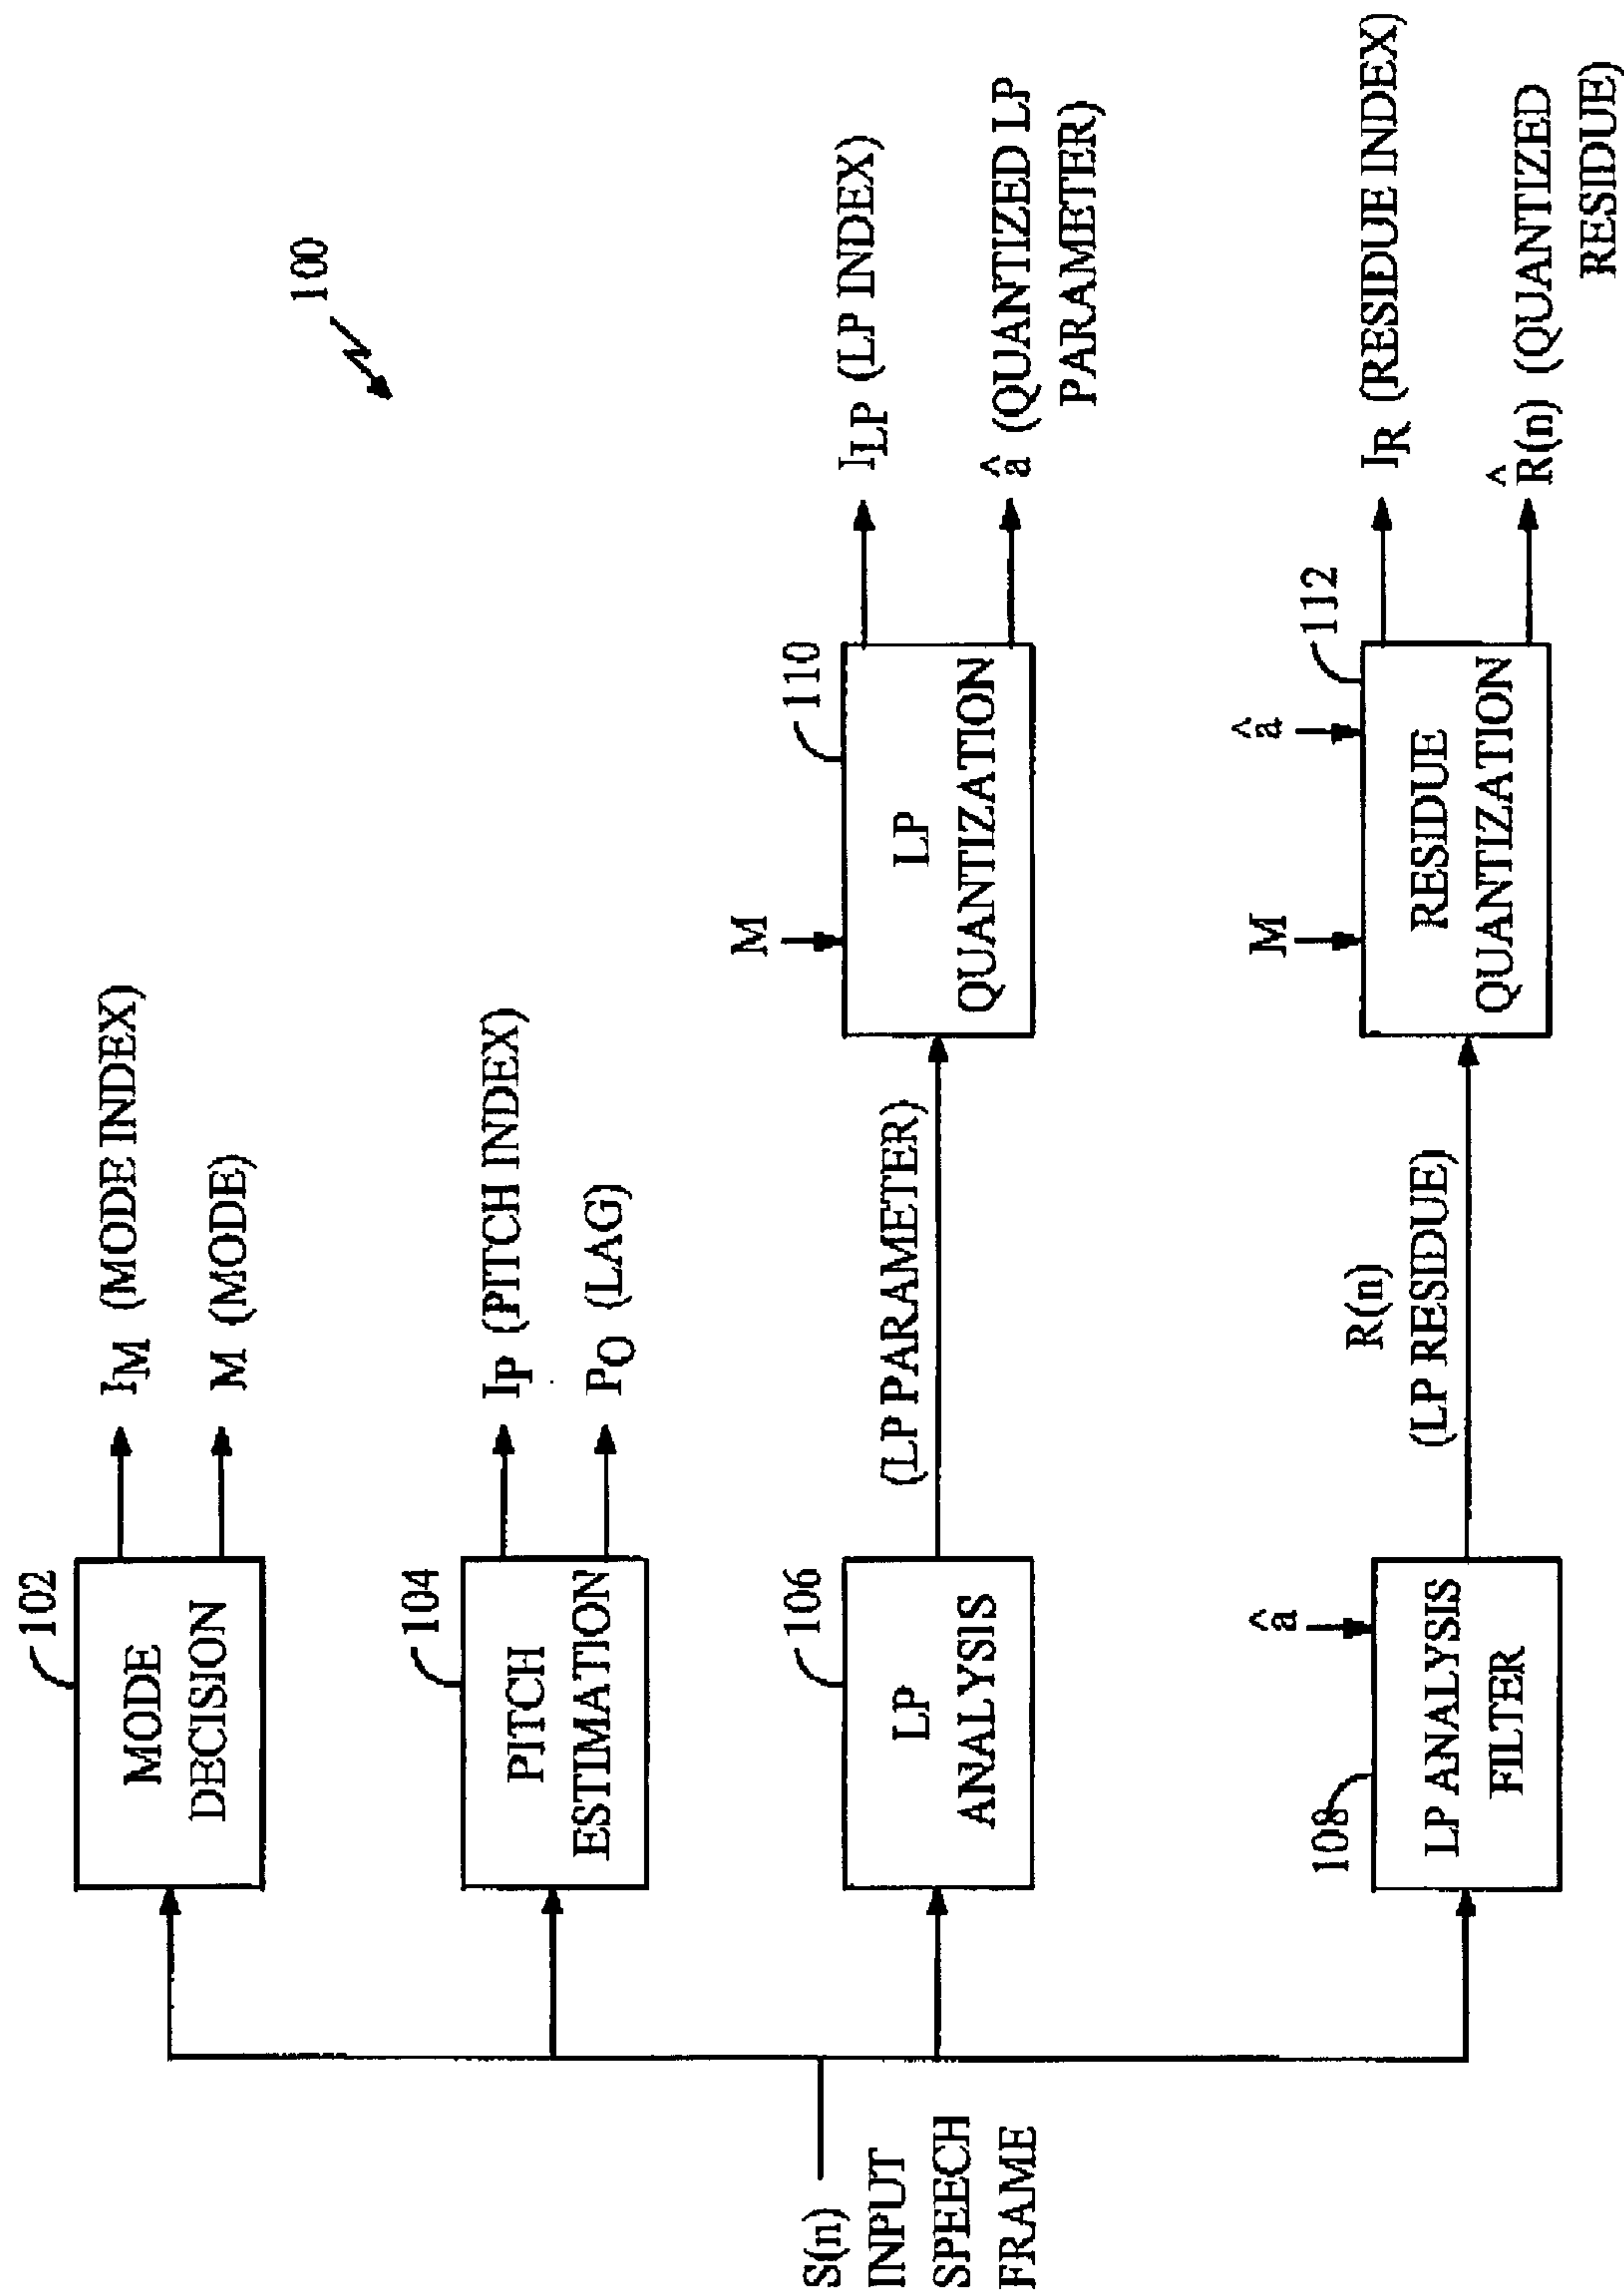 100
102
MODE
DECISION
I_M (MODE INDEX)
M (MODE)
104
PITCH
ESTIMATION
I_P (PITCH INDEX)
P_O (LAG)
S(n)
INPUT
SPEECH
FRAME
106
LP
ANALYSIS
(LP PARAMETER)
M
110
LP
QUANTIZATION
I_LP (LP INDEX)
â (QUANTIZED LP
PARAMETER)
108
â
LP ANALYSIS
FILTER
R(n)
(LP RESIDUE)
M
â
112
RESIDUE
QUANTIZATION
I_R (RESIDUE INDEX)
R̂(n) (QUANTIZED
RESIDUE)